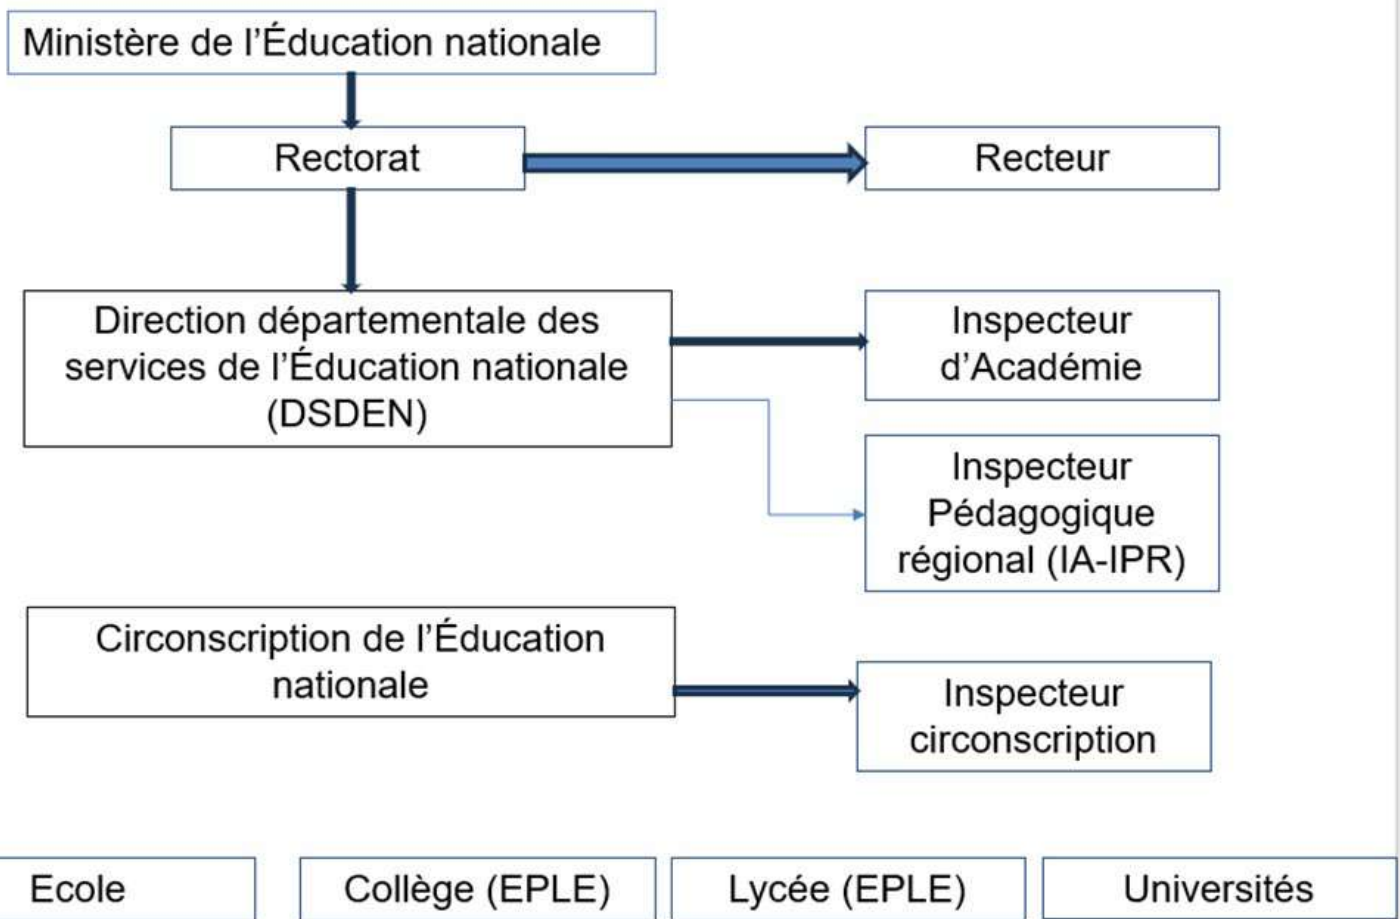 Ministère de l’Éducation nationale
Rectorat
Recteur
Direction départementale des
services de l’Éducation nationale
(DSDEN)
Inspecteur
d’Académie
Inspecteur
Pédagogique
régional (IA-IPR)
Circonscription de l’Éducation
nationale
Inspecteur
circonscription
Ecole
Collège (EPLE)
Lycée (EPLE)
Universités